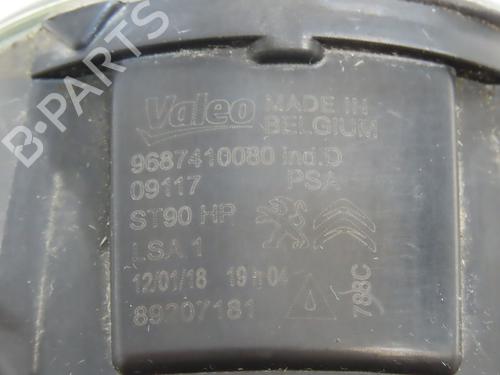 B-PARTS
Valeo MADE IN BELGIUM
9687410080 Ind.D
09117 PSA
ST90 HP
LSA 1
12/01/18 19 h 04
89207181
788C